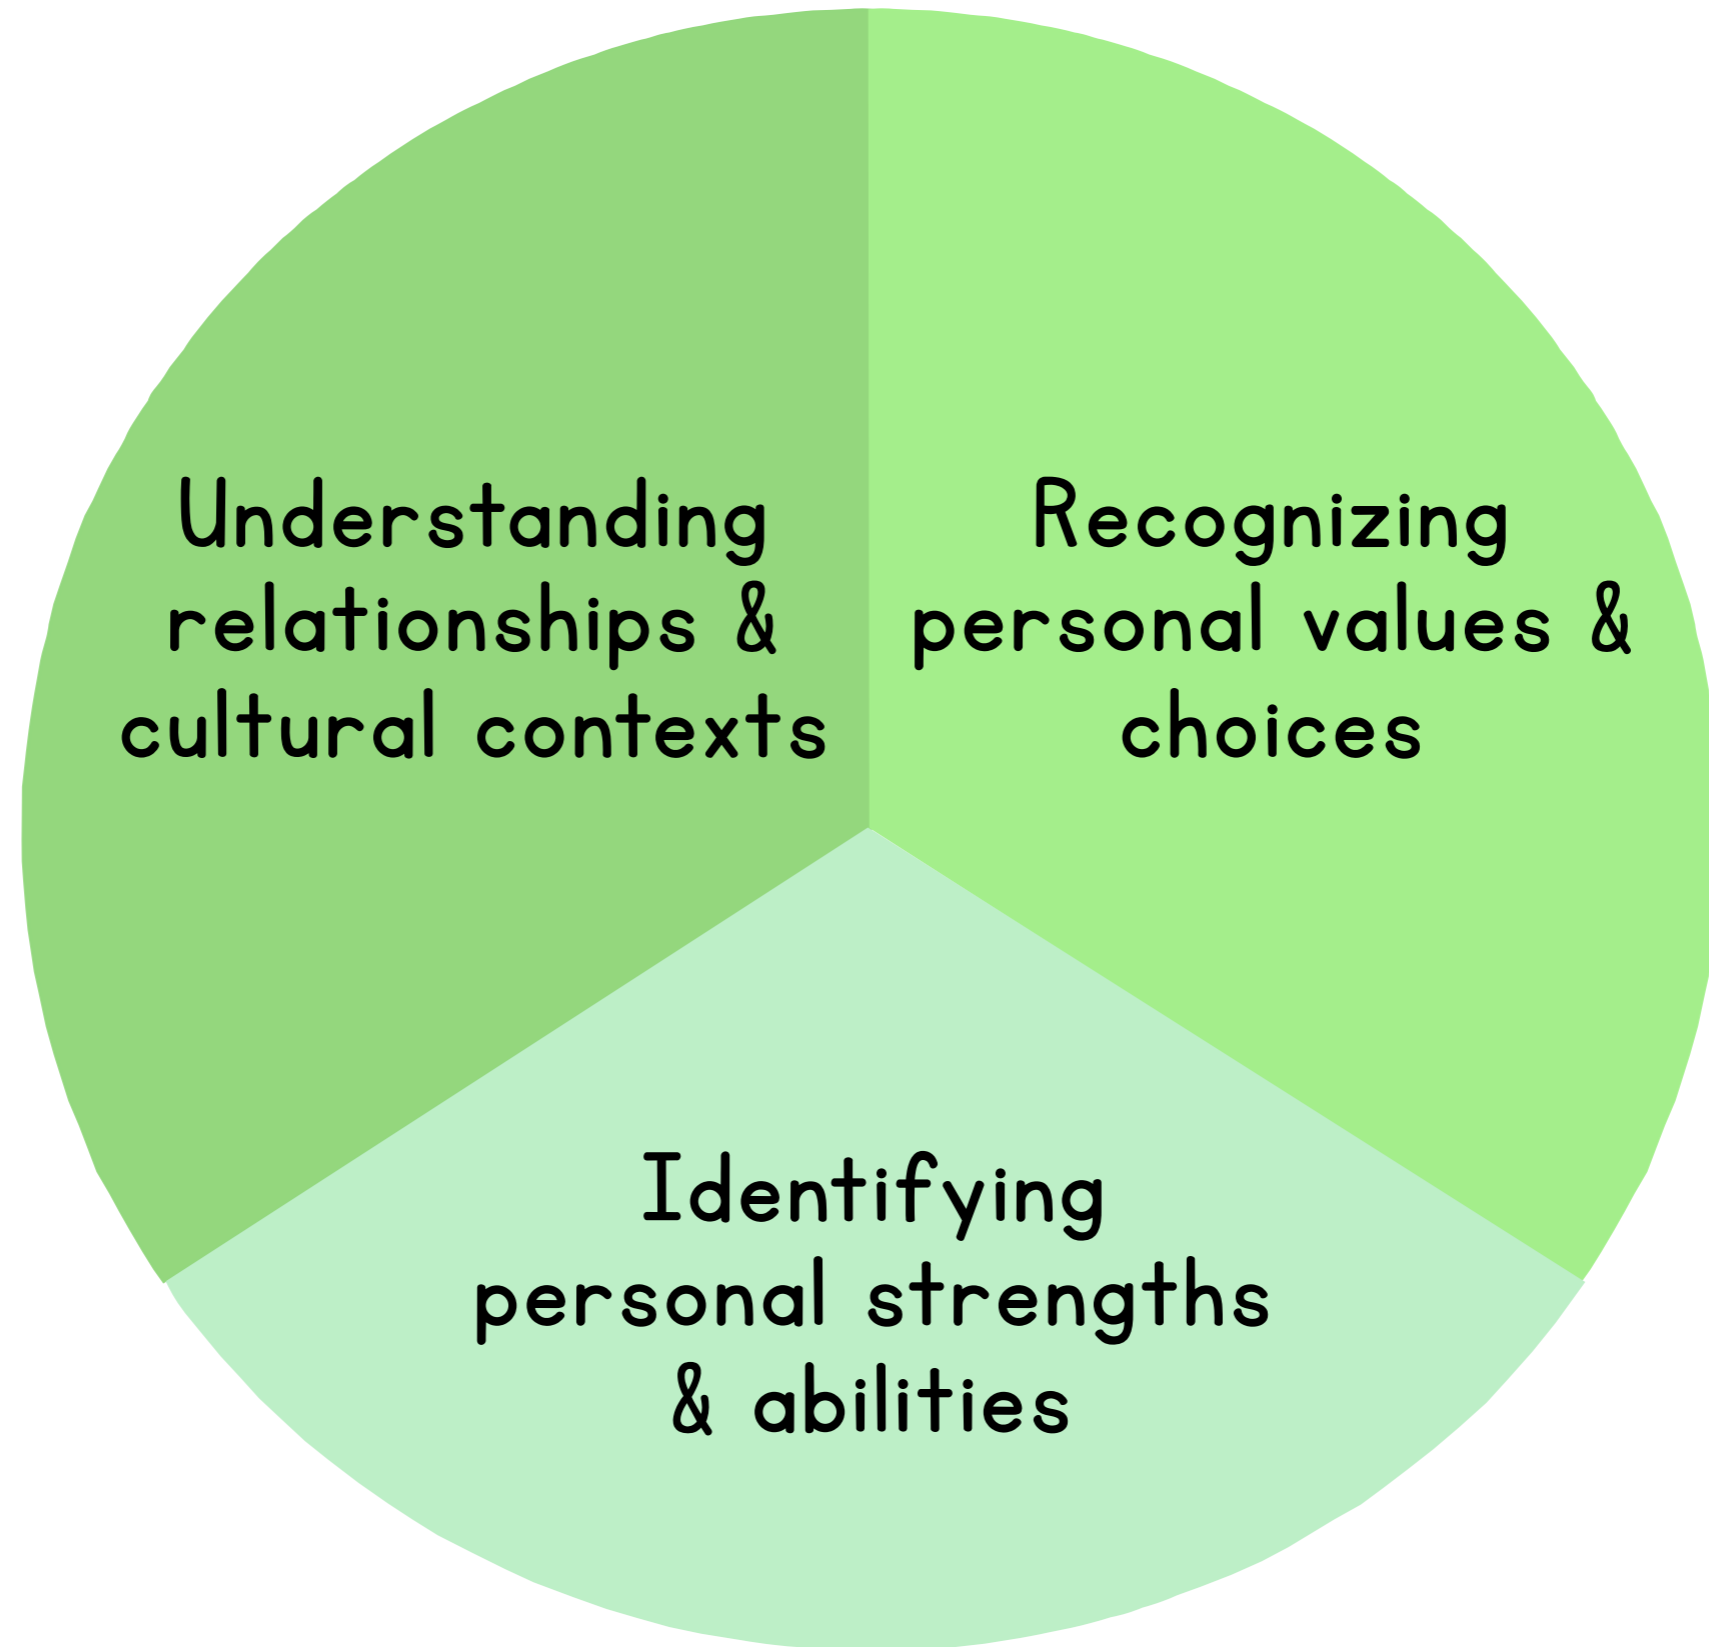 Understanding
relationships &
cultural contexts
Recognizing
personal values &
choices
Identifying
personal strengths
& abilities